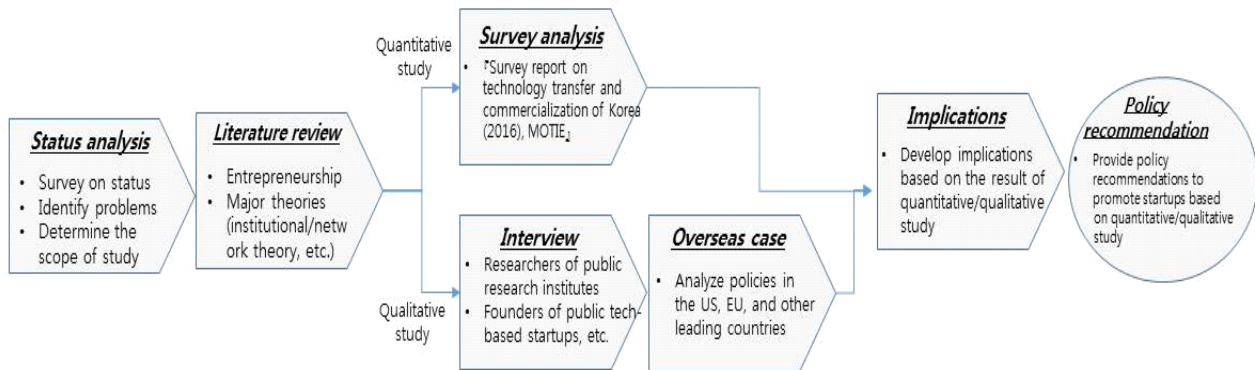 Status analysis
• Survey on status
• Identify problems
• Determine the
scope of study
Literature review
• Entrepreneurship
• Major theories
(institutional/netw
ork theory, etc.)
Quantitative
study
Survey analysis
• 『Survey report on
technology transfer and
commercialization of Korea
(2016), MOTIE』
Qualitative
study
Interview
• Researchers of public
research institutes
• Founders of public tech-
based startups, etc.
Overseas case
• Analyze policies in
the US, EU, and other
leading countries
Implications
• Develop implications
based on the result of
quantitative/qualitative
study
Policy
recommendation
• Provide policy
recommendations to
promote startups based
on quantitative/qualitative
study